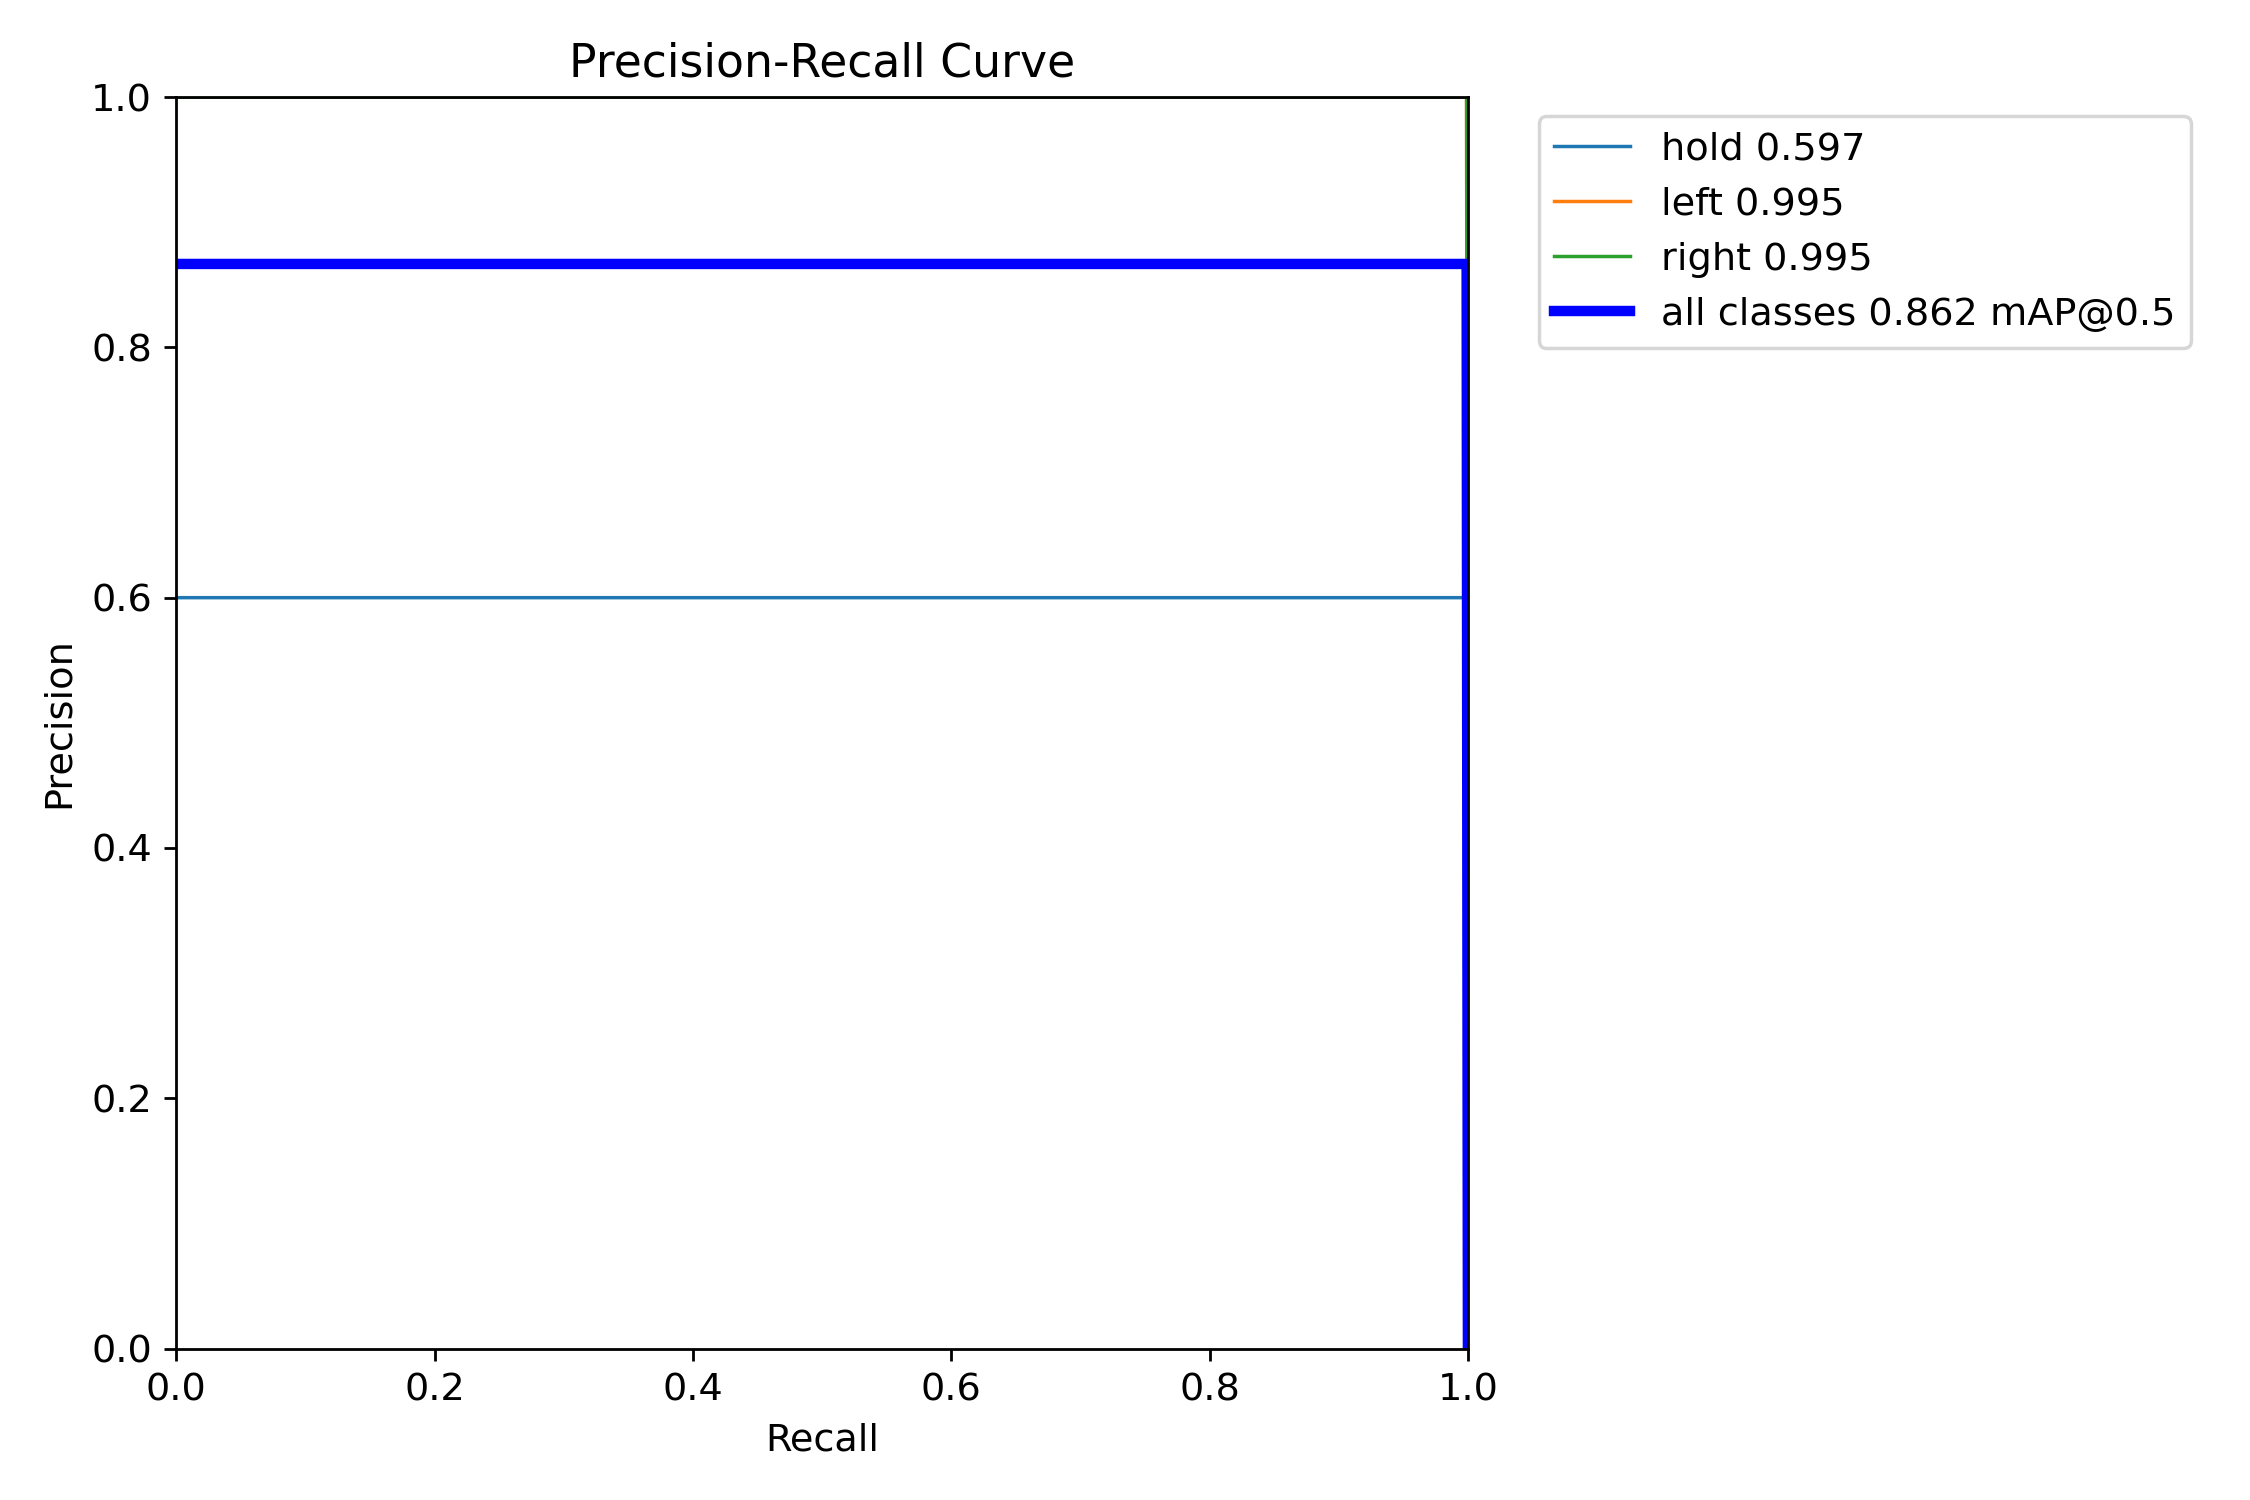 Precision-Recall Curve
1.0
0.8
0.6
0.4
0.2
0.0
Precision
0.0 0.2 0.4 0.6 0.8 1.0
Recall
hold 0.597
left 0.995
right 0.995
all classes 0.862 mAP@0.5